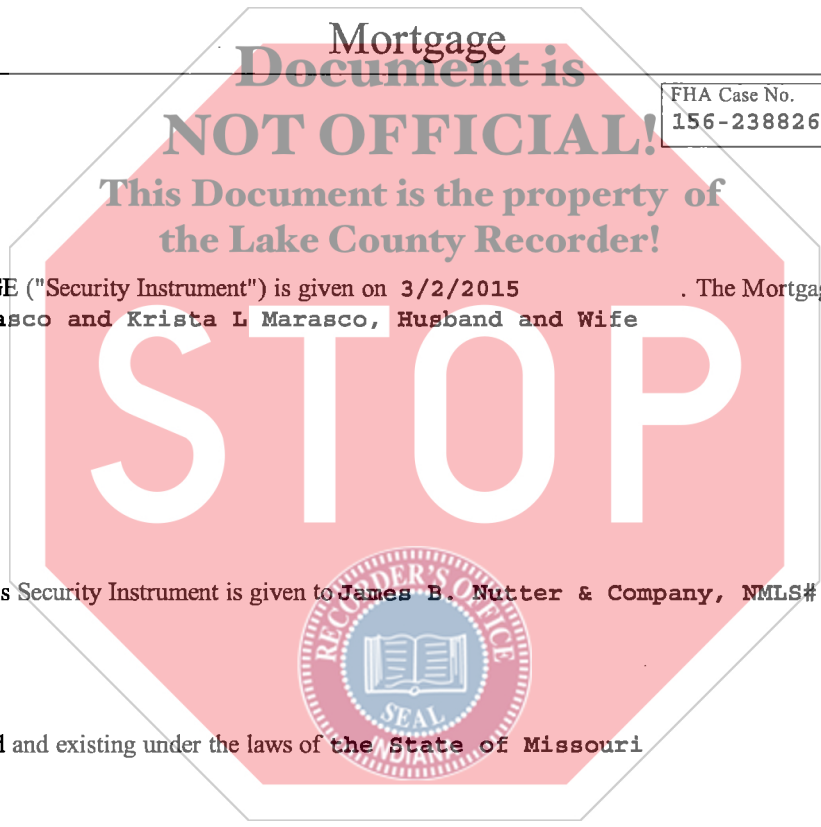 Mortgage
Document is
FHA Case No.
NOT OFFICIAL!
156-238826
This Document is the property of
the Lake County Recorder!
GE ("Security Instrument") is given on 3/2/2015 . The Mortgag
asco and Krista L Marasco, Husband and Wife
STOP
s Security Instrument is given to James B. Nutter & Company, NMLS#
RECORDER'S OFFICE
SEAL
INDIANA
d and existing under the laws of the State of Missouri